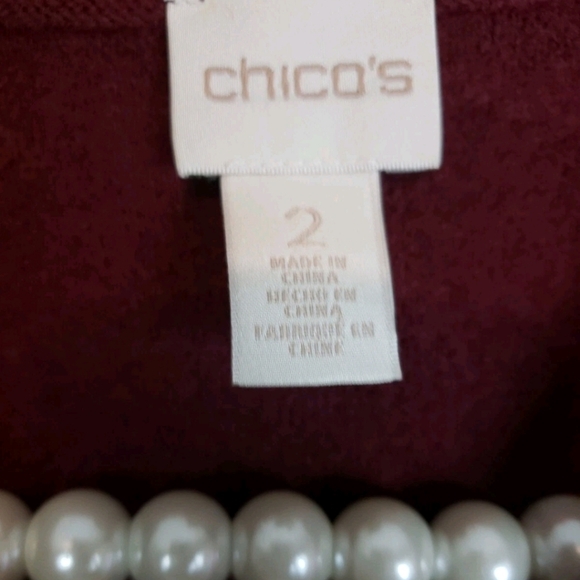 chico's
2
MADE IN
CHINA
HECHO EN
CHINA
FABRIQUÉ EN
CHINE